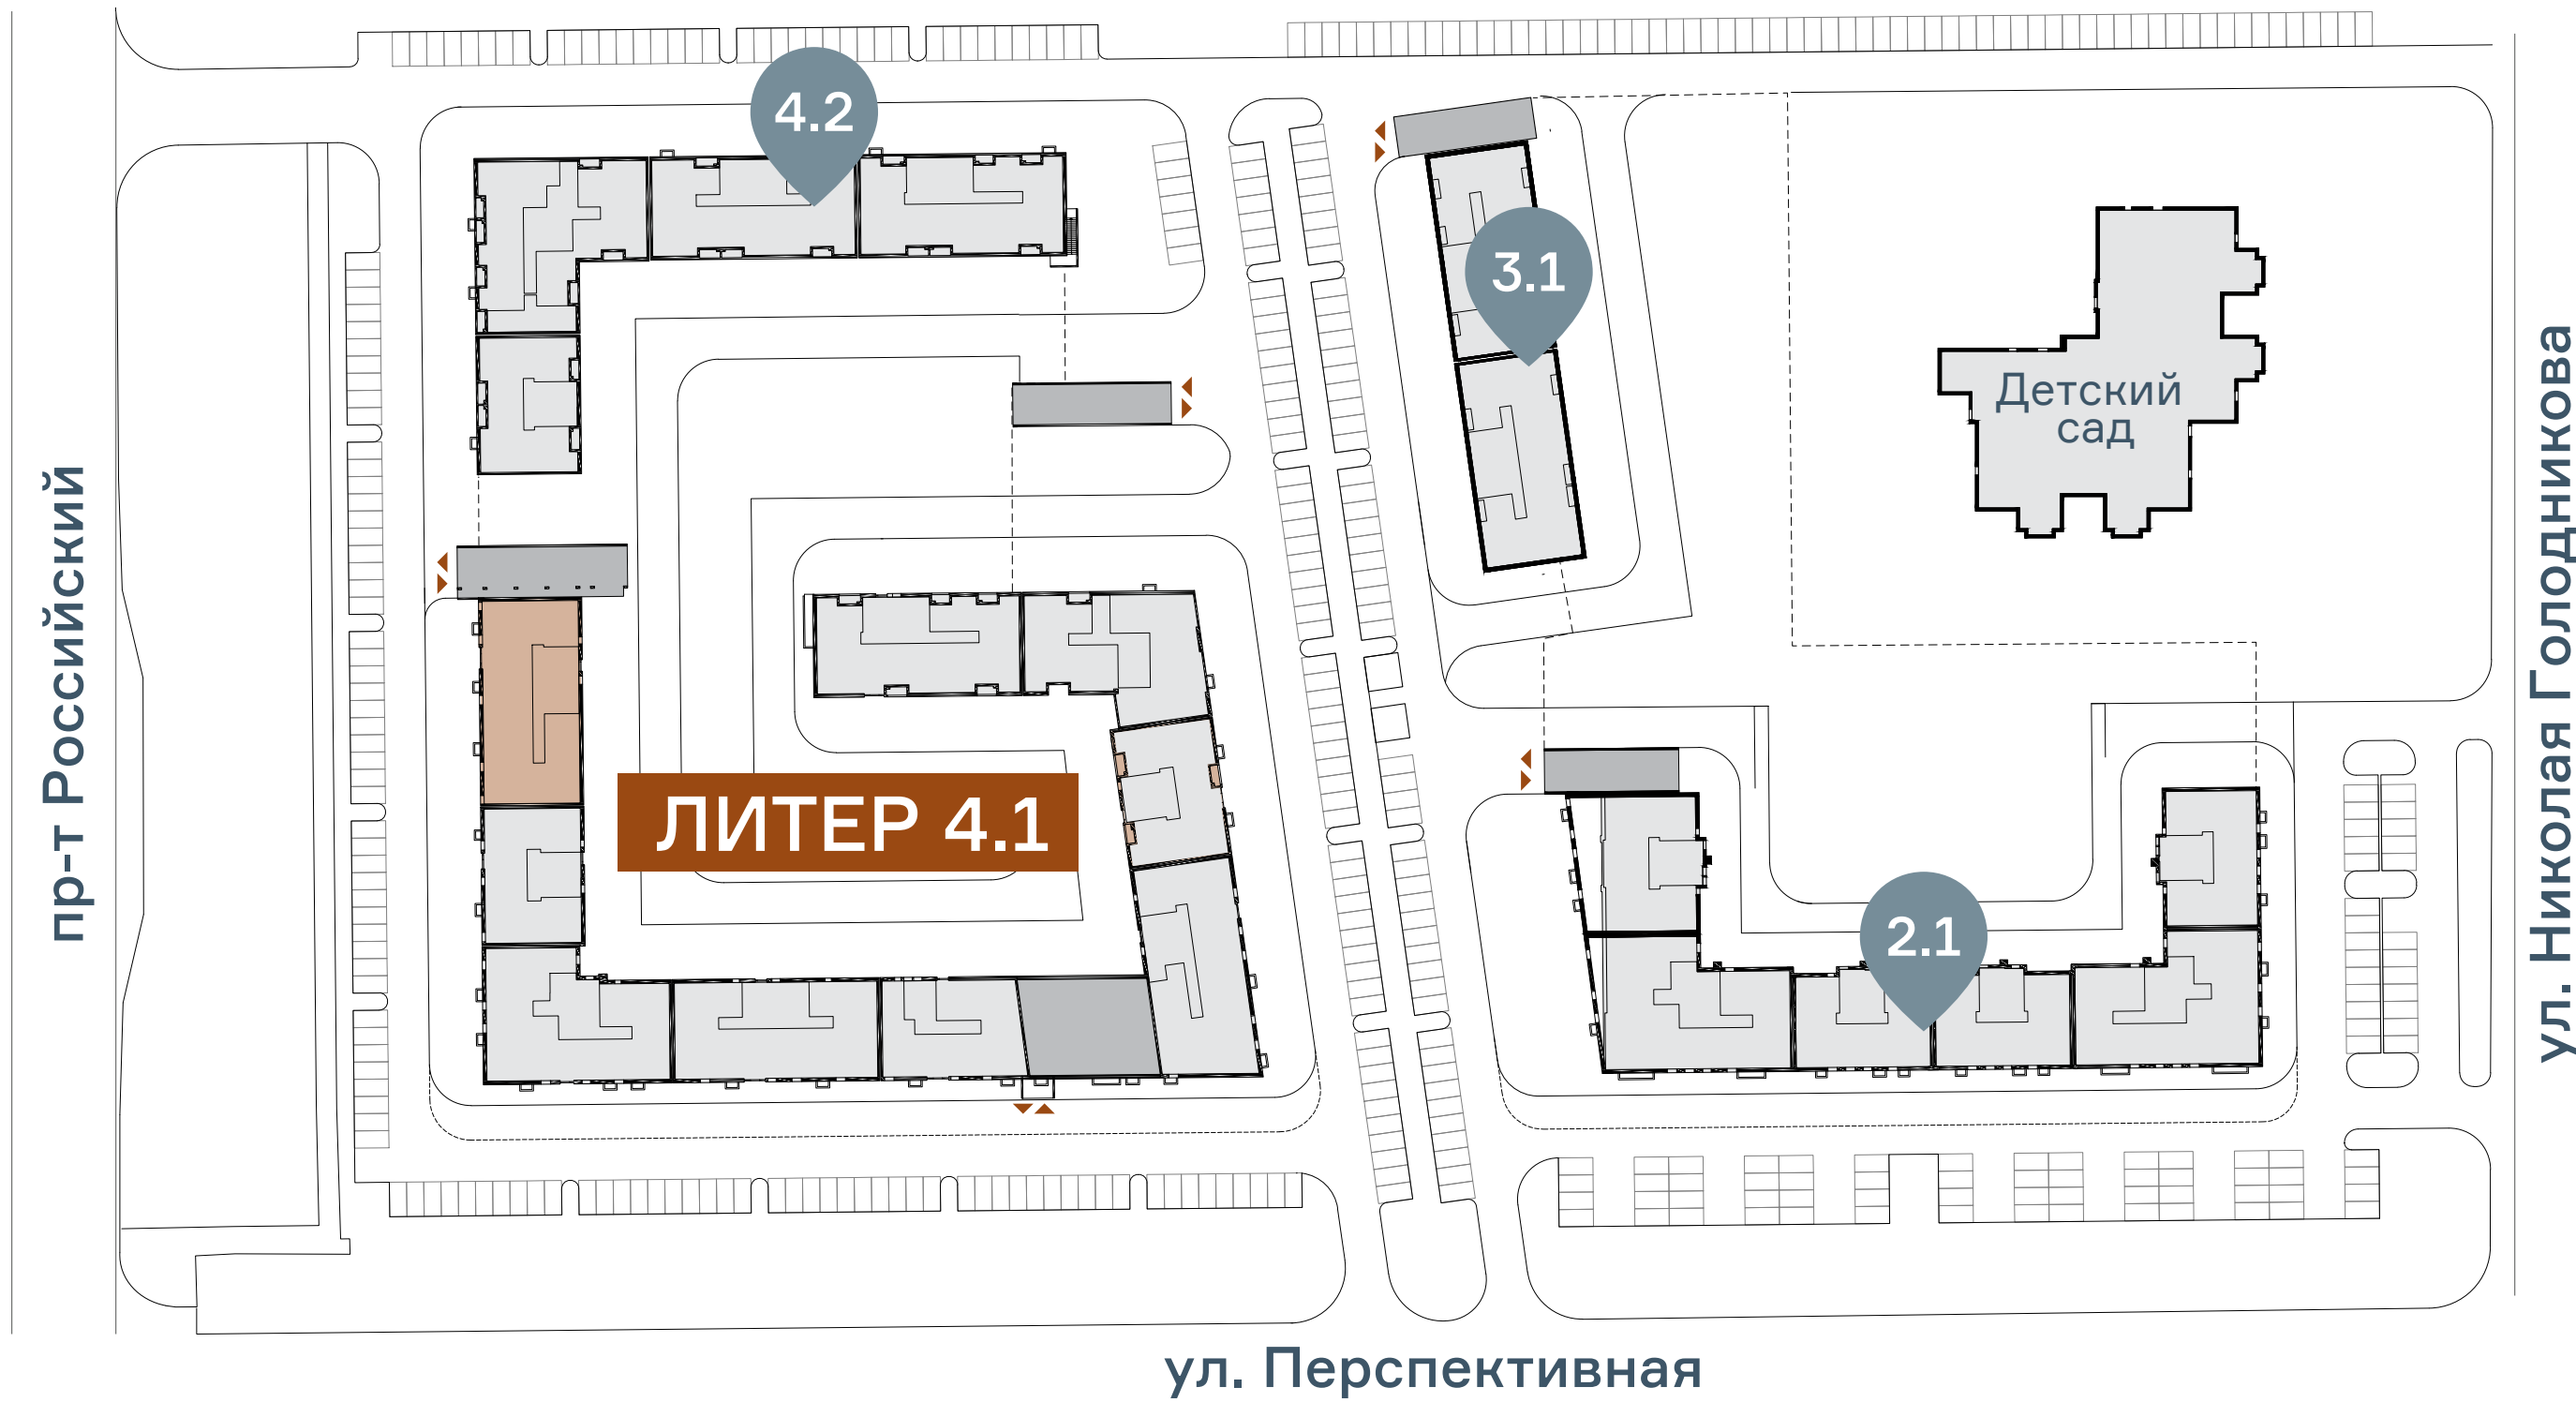 4.2
3.1
Детский
сад
пр-т Российский
ул. Николая Голодникова
ЛИТЕР 4.1
2.1
ул. Перспективная